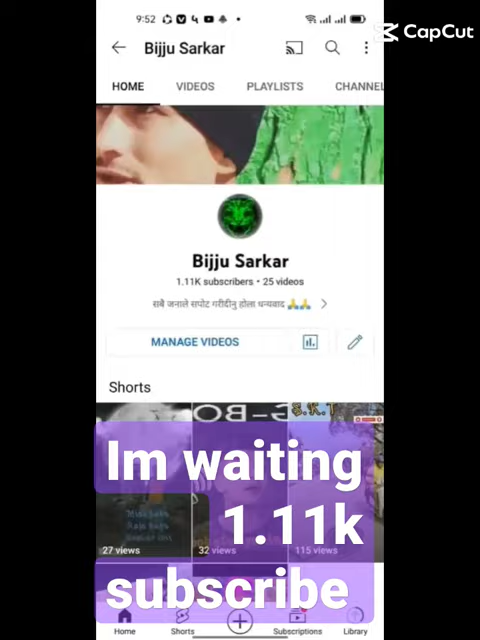 9:52
CapCut
Bijju Sarkar
HOME VIDEOS PLAYLISTS CHANNEL
Bijju Sarkar
1.11K subscribers • 25 videos
सबै जनाले सपोट गरीदीनु होला धन्यवाद 🙏🙏
MANAGE VIDEOS
Shorts
Im waiting
1.11k
subscribe
27 views
32 views
115 views
Home
Shorts
Subscriptions
Library